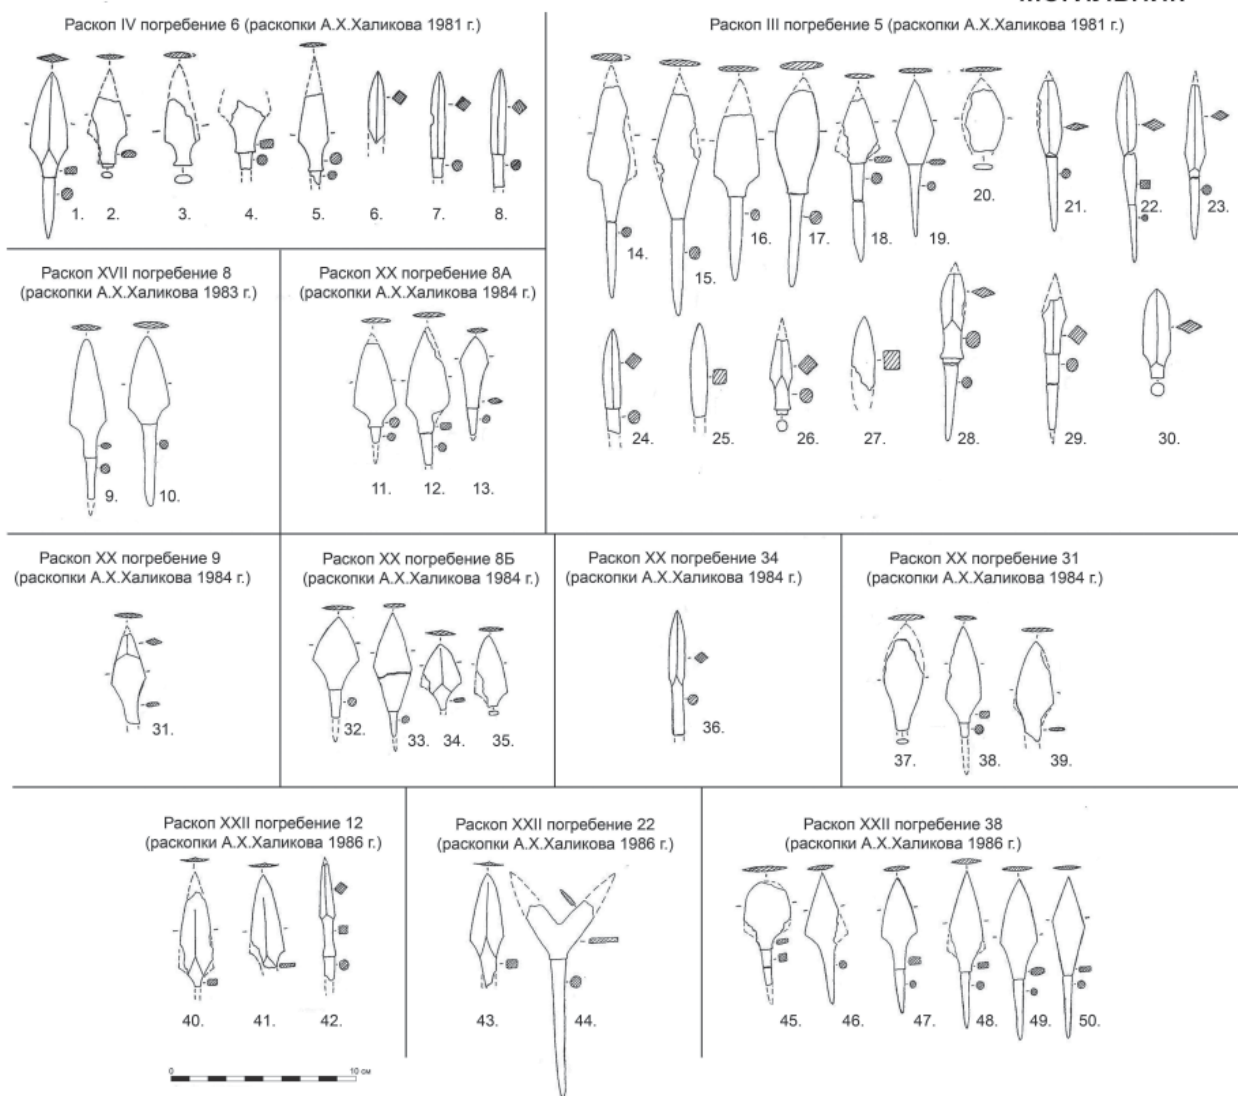 Раскоп IV погребение 6 (раскопки А.Х.Халикова 1981 г.)
1. 2. 3. 4. 5. 6. 7. 8.
Раскоп III погребение 5 (раскопки А.Х.Халикова 1981 г.)
14. 15. 16. 17. 18. 19. 20. 21. 22. 23.
24. 25. 26. 27. 28. 29. 30.
Раскоп XVII погребение 8
(раскопки А.Х.Халикова 1983 г.)
9. 10.
Раскоп XX погребение 8А
(раскопки А.Х.Халикова 1984 г.)
11. 12. 13.
Раскоп XX погребение 9
(раскопки А.Х.Халикова 1984 г.)
31.
Раскоп XX погребение 8Б
(раскопки А.Х.Халикова 1984 г.)
32. 33. 34. 35.
Раскоп XX погребение 34
(раскопки А.Х.Халикова 1984 г.)
36.
Раскоп XX погребение 31
(раскопки А.Х.Халикова 1984 г.)
37. 38. 39.
Раскоп XXII погребение 12
(раскопки А.Х.Халикова 1986 г.)
40. 41. 42.
Раскоп XXII погребение 22
(раскопки А.Х.Халикова 1986 г.)
43. 44.
Раскоп XXII погребение 38
(раскопки А.Х.Халикова 1986 г.)
45. 46. 47. 48. 49. 50.
0 10 см